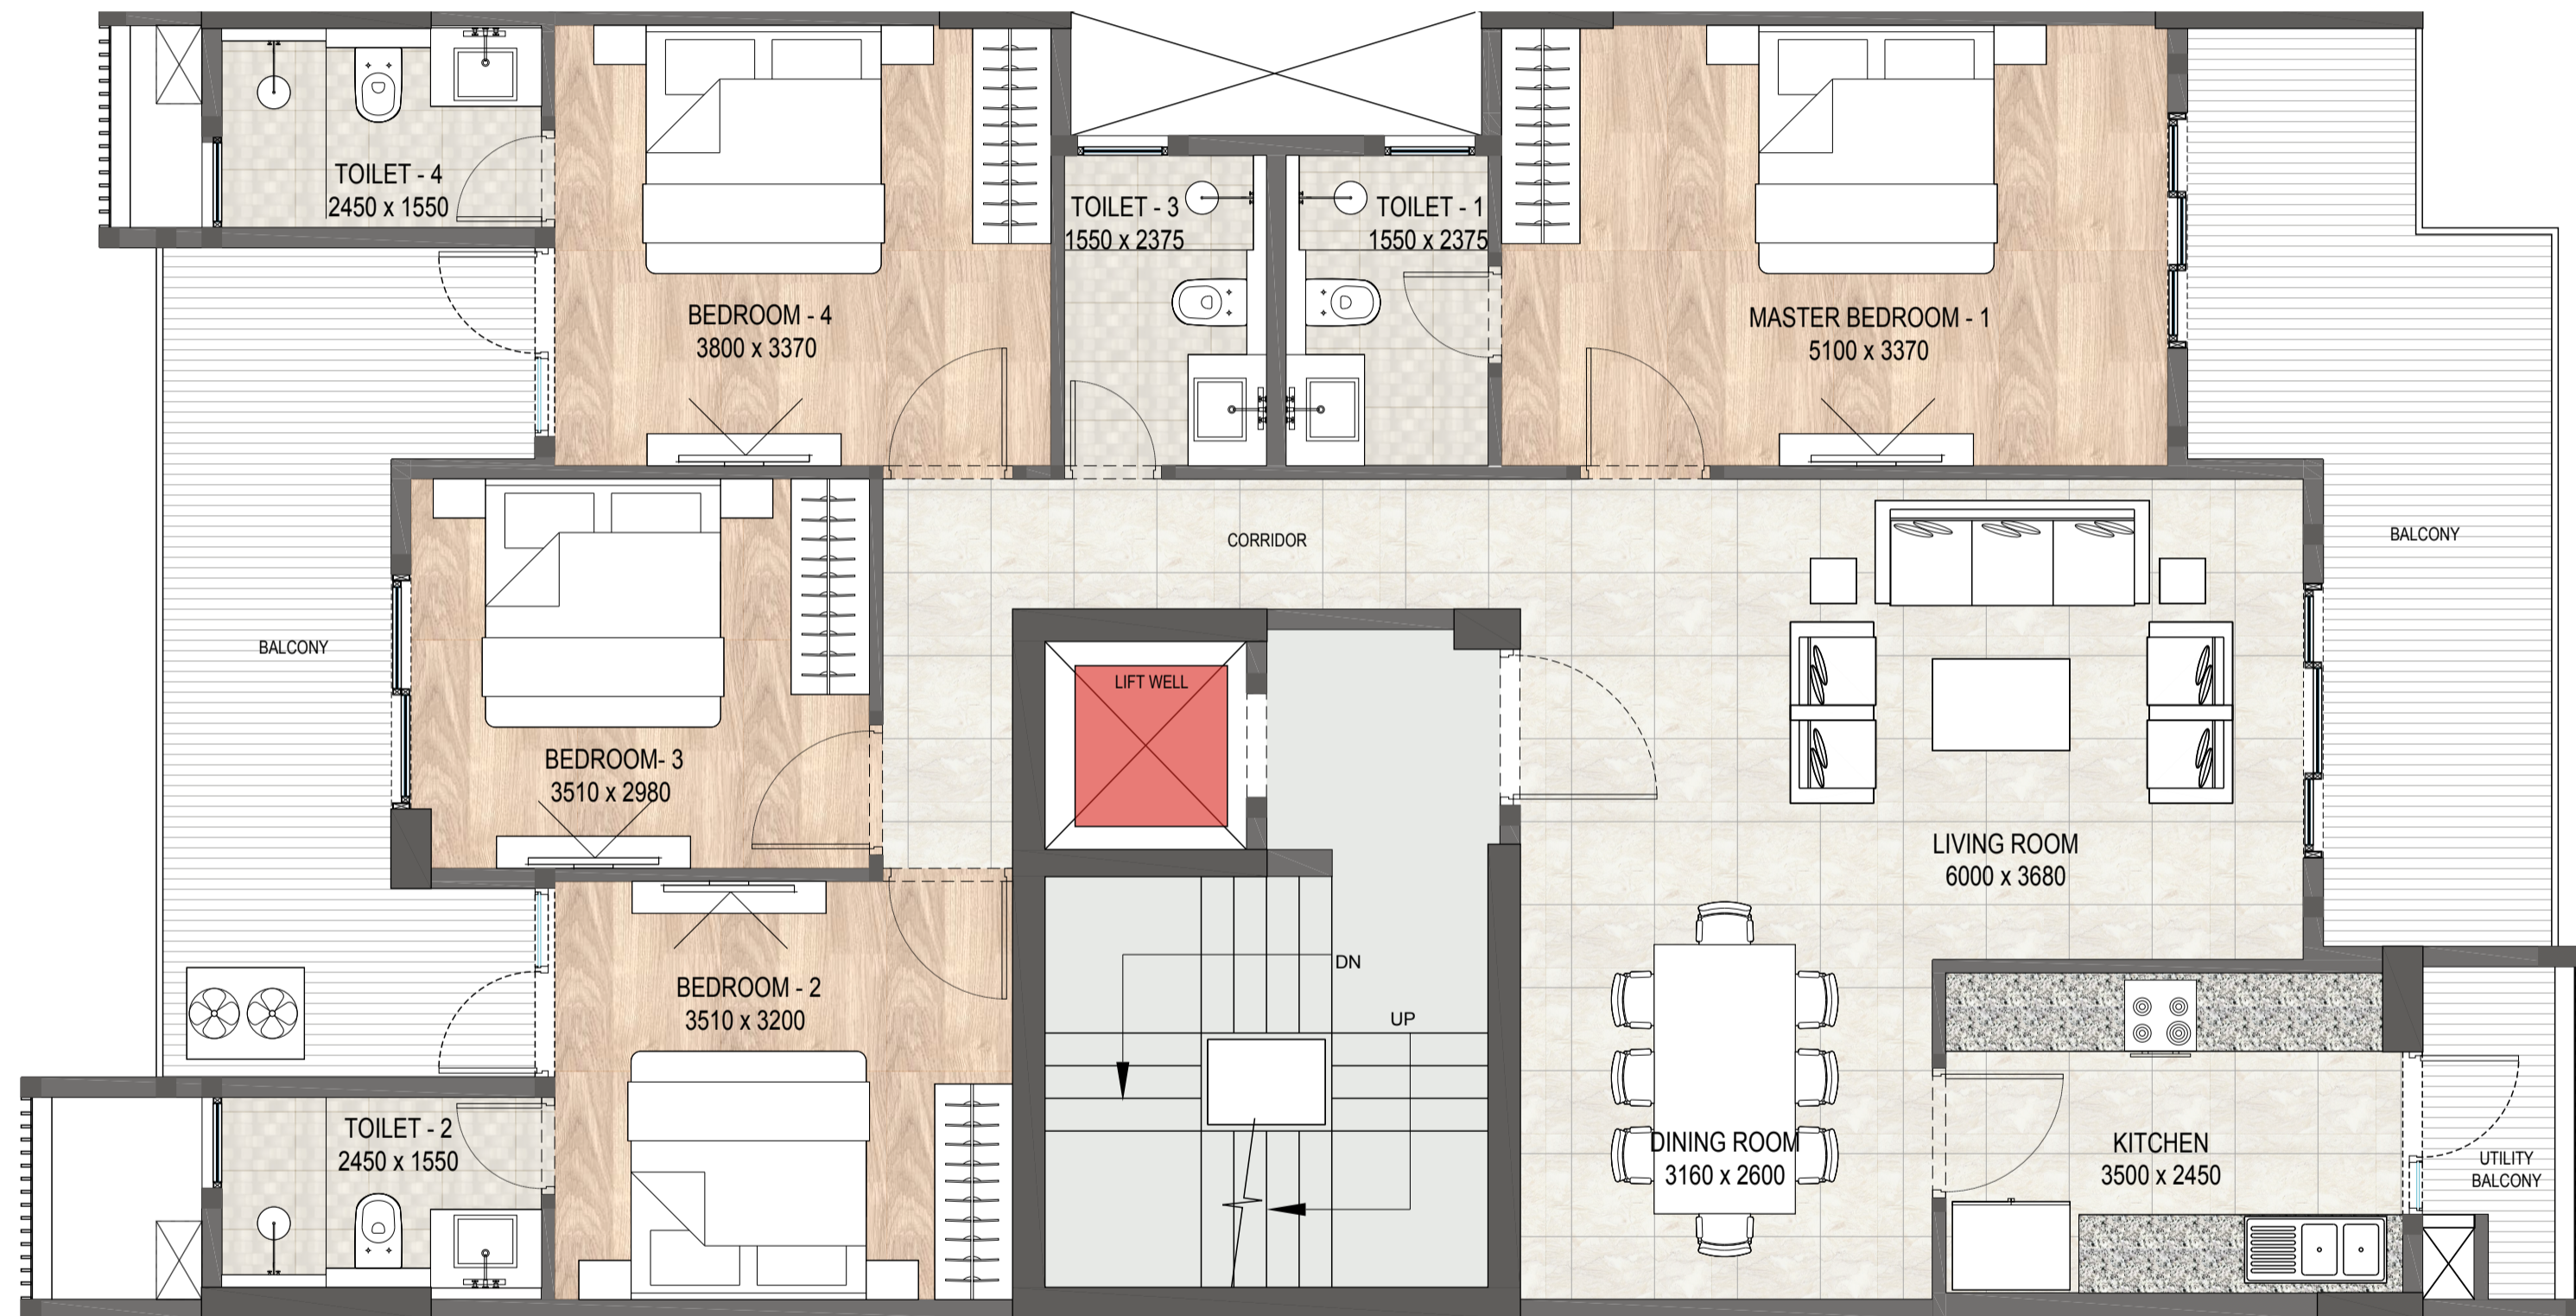 TOILET - 4
2450 x 1550
BEDROOM - 4
3800 x 3370
TOILET - 3
1550 x 2375
TOILET - 1
1550 x 2375
MASTER BEDROOM - 1
5100 x 3370
CORRIDOR
BALCONY
BALCONY
LIFT WELL
BEDROOM- 3
3510 x 2980
LIVING ROOM
6000 x 3680
BEDROOM - 2
3510 x 3200
DN
UP
TOILET - 2
2450 x 1550
DINING ROOM
3160 x 2600
KITCHEN
3500 x 2450
UTILITY
BALCONY